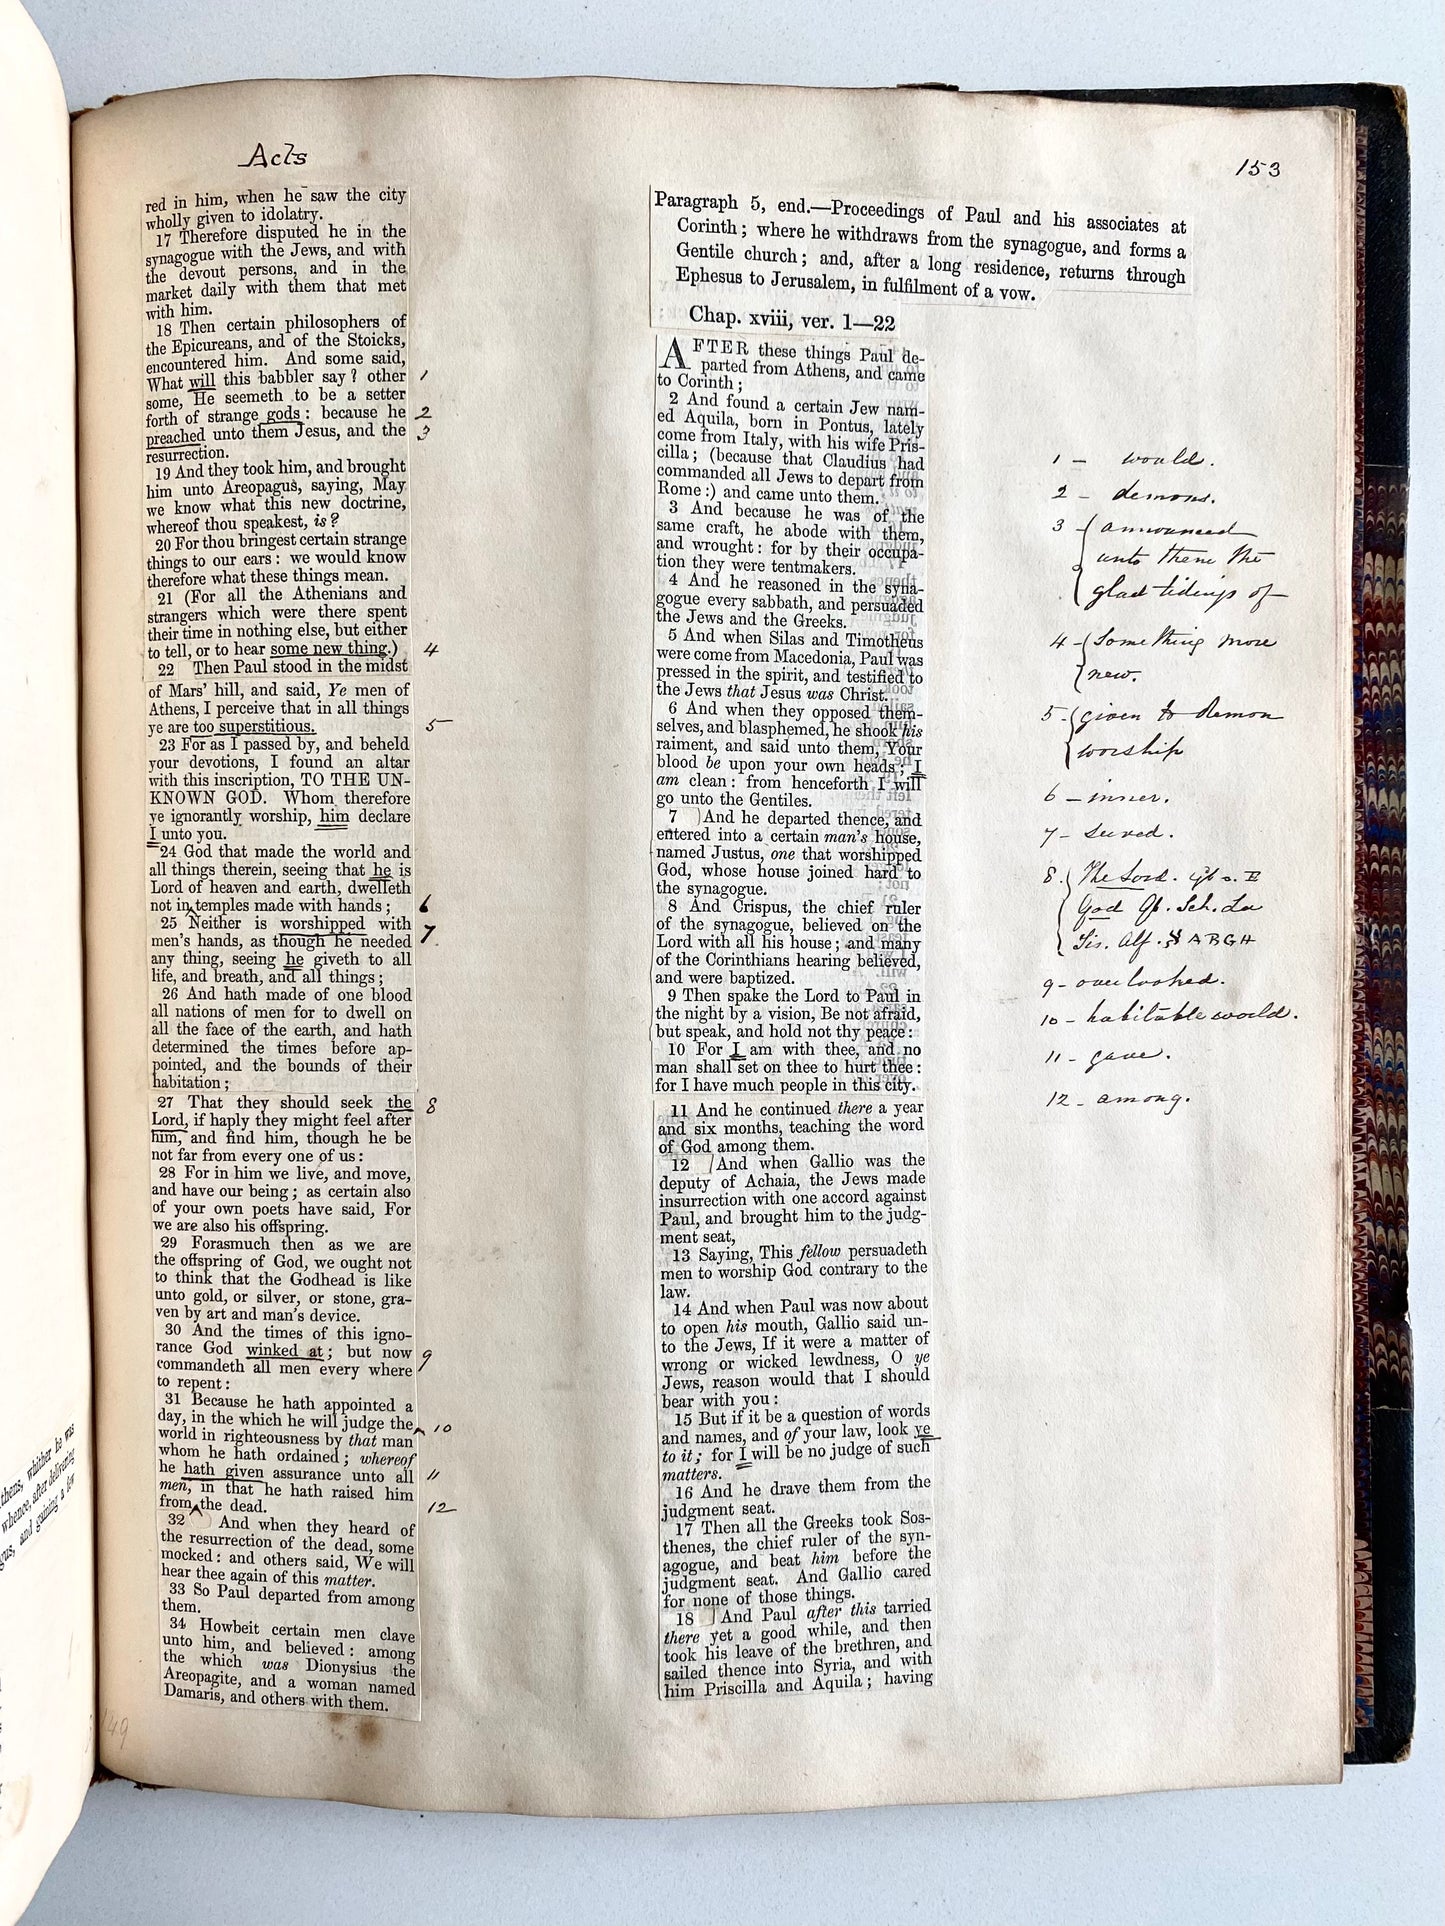 Acts
153
red in him, when he saw the city
wholly given to idolatry.
17 Therefore disputed he in the
synagogue with the Jews, and with
the devout persons, and in the
market daily with them that met
with him.
18 Then certain philosophers of
the Epicureans, and of the Stoicks,
encountered him. And some said,
What will this babbler say? other 1
some, He seemeth to be a setter
forth of strange gods: because he 2
preached unto them Jesus, and the 3
resurrection.
19 And they took him, and brought
him unto Areopagus, saying, May
we know what this new doctrine,
whereof thou speakest, is?
20 For thou bringest certain strange
things to our ears: we would know
therefore what these things mean.
21 (For all the Athenians and
strangers which were there spent
their time in nothing else, but either
to tell, or to hear some new thing.) 4
22 Then Paul stood in the midst
of Mars' hill, and said, Ye men of
Athens, I perceive that in all things
ye are too superstitious. 5
23 For as I passed by, and beheld
your devotions, I found an altar
with this inscription, TO THE UN-
KNOWN GOD. Whom therefore
ye ignorantly worship, him declare
I unto you.
24 God that made the world and
all things therein, seeing that he is
Lord of heaven and earth, dwelleth
not in temples made with hands; 6
25 Neither is worshipped with 7
men's hands, as though he needed
any thing, seeing he giveth to all
life, and breath, and all things;
26 And hath made of one blood
all nations of men for to dwell on
all the face of the earth, and hath
determined the times before ap-
pointed, and the bounds of their
habitation;
27 That they should seek the 8
Lord, if haply they might feel after
him, and find him, though he be
not far from every one of us:
28 For in him we live, and move,
and have our being; as certain also
of your own poets have said, For
we are also his offspring.
29 Forasmuch then as we are
the offspring of God, we ought not
to think that the Godhead is like
unto gold, or silver, or stone, gra-
ven by art and man's device.
30 And the times of this igno-
rance God winked at; but now 9
commandeth all men every where
to repent:
31 Because he hath appointed a
day, in the which he will judge the 10
world in righteousness by that man
whom he hath ordained; whereof
he hath given assurance unto all 11
men, in that he hath raised him
from the dead. 12
32 And when they heard of
the resurrection of the dead, some
mocked: and others said, We will
hear thee again of this matter.
33 So Paul departed from among
them.
34 Howbeit certain men clave
unto him, and believed: among
the which was Dionysius the
Areopagite, and a woman named
Damaris, and others with them.
149
Paragraph 5, end.—Proceedings of Paul and his associates at
Corinth; where he withdraws from the synagogue, and forms a
Gentile church; and, after a long residence, returns through
Ephesus to Jerusalem, in fulfilment of a vow.
Chap. xviii, ver. 1—22
AFTER these things Paul de-
parted from Athens, and came
to Corinth;
2 And found a certain Jew nam-
ed Aquila, born in Pontus, lately
come from Italy, with his wife Pris-
cilla; (because that Claudius had
commanded all Jews to depart from
Rome:) and came unto them.
3 And because he was of the
same craft, he abode with them,
and wrought: for by their occupa-
tion they were tentmakers.
4 And he reasoned in the syna-
gogue every sabbath, and persuaded
the Jews and the Greeks.
5 And when Silas and Timotheus
were come from Macedonia, Paul was
pressed in the spirit, and testified to
the Jews that Jesus was Christ.
6 And when they opposed them-
selves, and blasphemed, he shook his
raiment, and said unto them, Your
blood be upon your own heads; I
am clean: from henceforth I will
go unto the Gentiles.
7 And he departed thence, and
entered into a certain man's house,
named Justus, one that worshipped
God, whose house joined hard to
the synagogue.
8 And Crispus, the chief ruler
of the synagogue, believed on the
Lord with all his house; and many
of the Corinthians hearing believed,
and were baptized.
9 Then spake the Lord to Paul in
the night by a vision, Be not afraid,
but speak, and hold not thy peace:
10 For I am with thee, and no
man shall set on thee to hurt thee:
for I have much people in this city.
11 And he continued there a year
and six months, teaching the word
of God among them.
12 And when Gallio was the
deputy of Achaia, the Jews made
insurrection with one accord against
Paul, and brought him to the judg-
ment seat,
13 Saying, This fellow persuadeth
men to worship God contrary to the
law.
14 And when Paul was now about
to open his mouth, Gallio said un-
to the Jews, If it were a matter of
wrong or wicked lewdness, O ye
Jews, reason would that I should
bear with you:
15 But if it be a question of words
and names, and of your law, look ye
to it; for I will be no judge of such
matters.
16 And he drave them from the
judgment seat.
17 Then all the Greeks took Sos-
thenes, the chief ruler of the syn-
agogue, and beat him before the
judgment seat. And Gallio cared
for none of those things.
18 And Paul after this tarried
there yet a good while, and then
took his leave of the brethren, and
sailed thence into Syria, and with
him Priscilla and Aquila; having
1 - would.
2 - demons.
3 - announced
unto them the
glad tidings of
4 - Something more
new.
5 - given to demon
worship
6 - inner.
7 - served.
8. The Lord.
God Gb. Sch. La
Tis. Alf. ABGH
9 - overlooked.
10 - habitable world.
11 - gave.
12 - among.
thens, whither he was
whence, after delivering
gus, and gaining a few